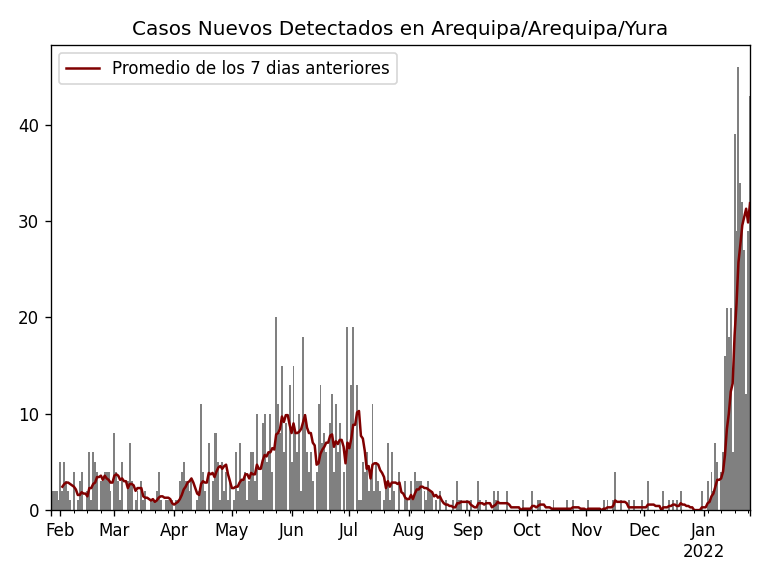 Casos Nuevos Detectados en Arequipa/Arequipa/Yura
Promedio de los 7 dias anteriores
40
30
20
10
0
Feb Mar Apr May Jun Jul Aug Sep Oct Nov Dec Jan
2022